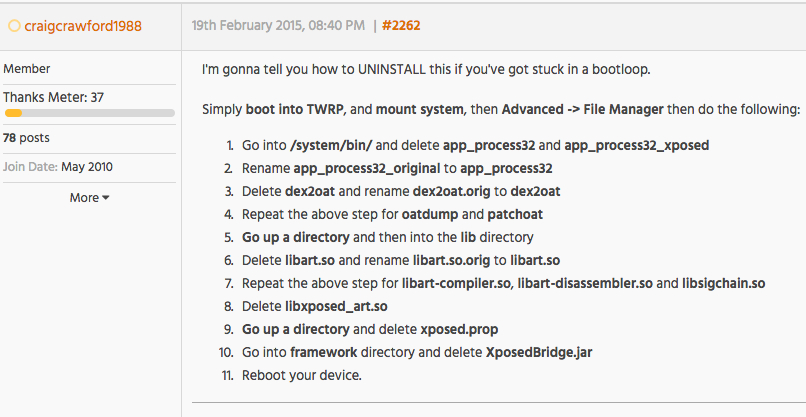 craigcrawford1988
19th February 2015, 08:40 PM | #2262
Member
Thanks Meter: 37
78 posts
Join Date: May 2010
More
I'm gonna tell you how to UNINSTALL this if you've got stuck in a bootloop.
Simply boot into TWRP, and mount system, then Advanced -> File Manager then do the following:
1. Go into /system/bin/ and delete app_process32 and app_process32_xposed
2. Rename app_process32_original to app_process32
3. Delete dex2oat and rename dex2oat.orig to dex2oat
4. Repeat the above step for oatdump and patchoat
5. Go up a directory and then into the lib directory
6. Delete libart.so and rename libart.so.orig to libart.so
7. Repeat the above step for libart-compiler.so, libart-disassembler.so and libsigchain.so
8. Delete libxposed_art.so
9. Go up a directory and delete xposed.prop
10. Go into framework directory and delete XposedBridge.jar
11. Reboot your device.